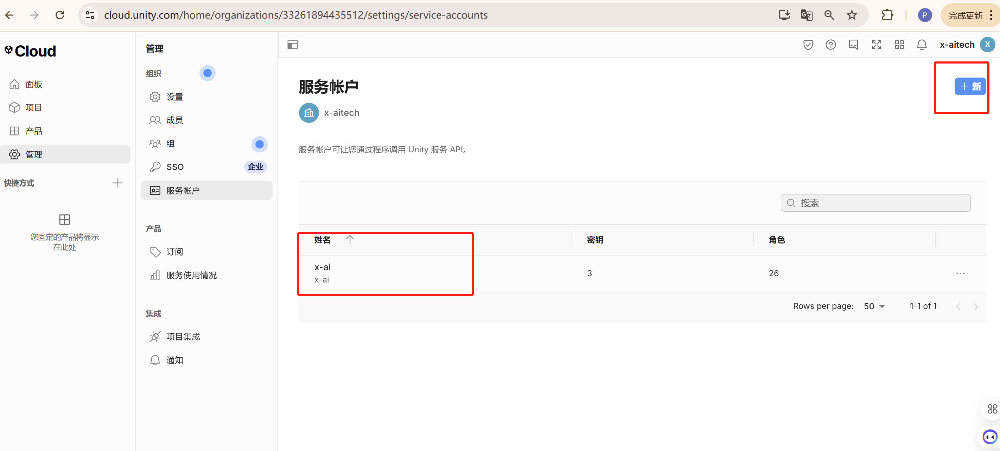 cloud.unity.com/home/organizations/33261894435512/settings/service-accounts
P
完成更新
Cloud
面板
项目
产品
管理
快捷方式
您固定的产品将显示
在此处
管理
组织
设置
成员
组
SSO
企业
服务帐户
产品
订阅
服务使用情况
集成
项目集成
通知
x-aitech
X
服务帐户
新
x-aitech
服务帐户可让您通过程序调用 Unity 服务 API。
搜索
姓名
密钥
角色
x-ai
x-ai
3
26
Rows per page:
50
1–1 of 1